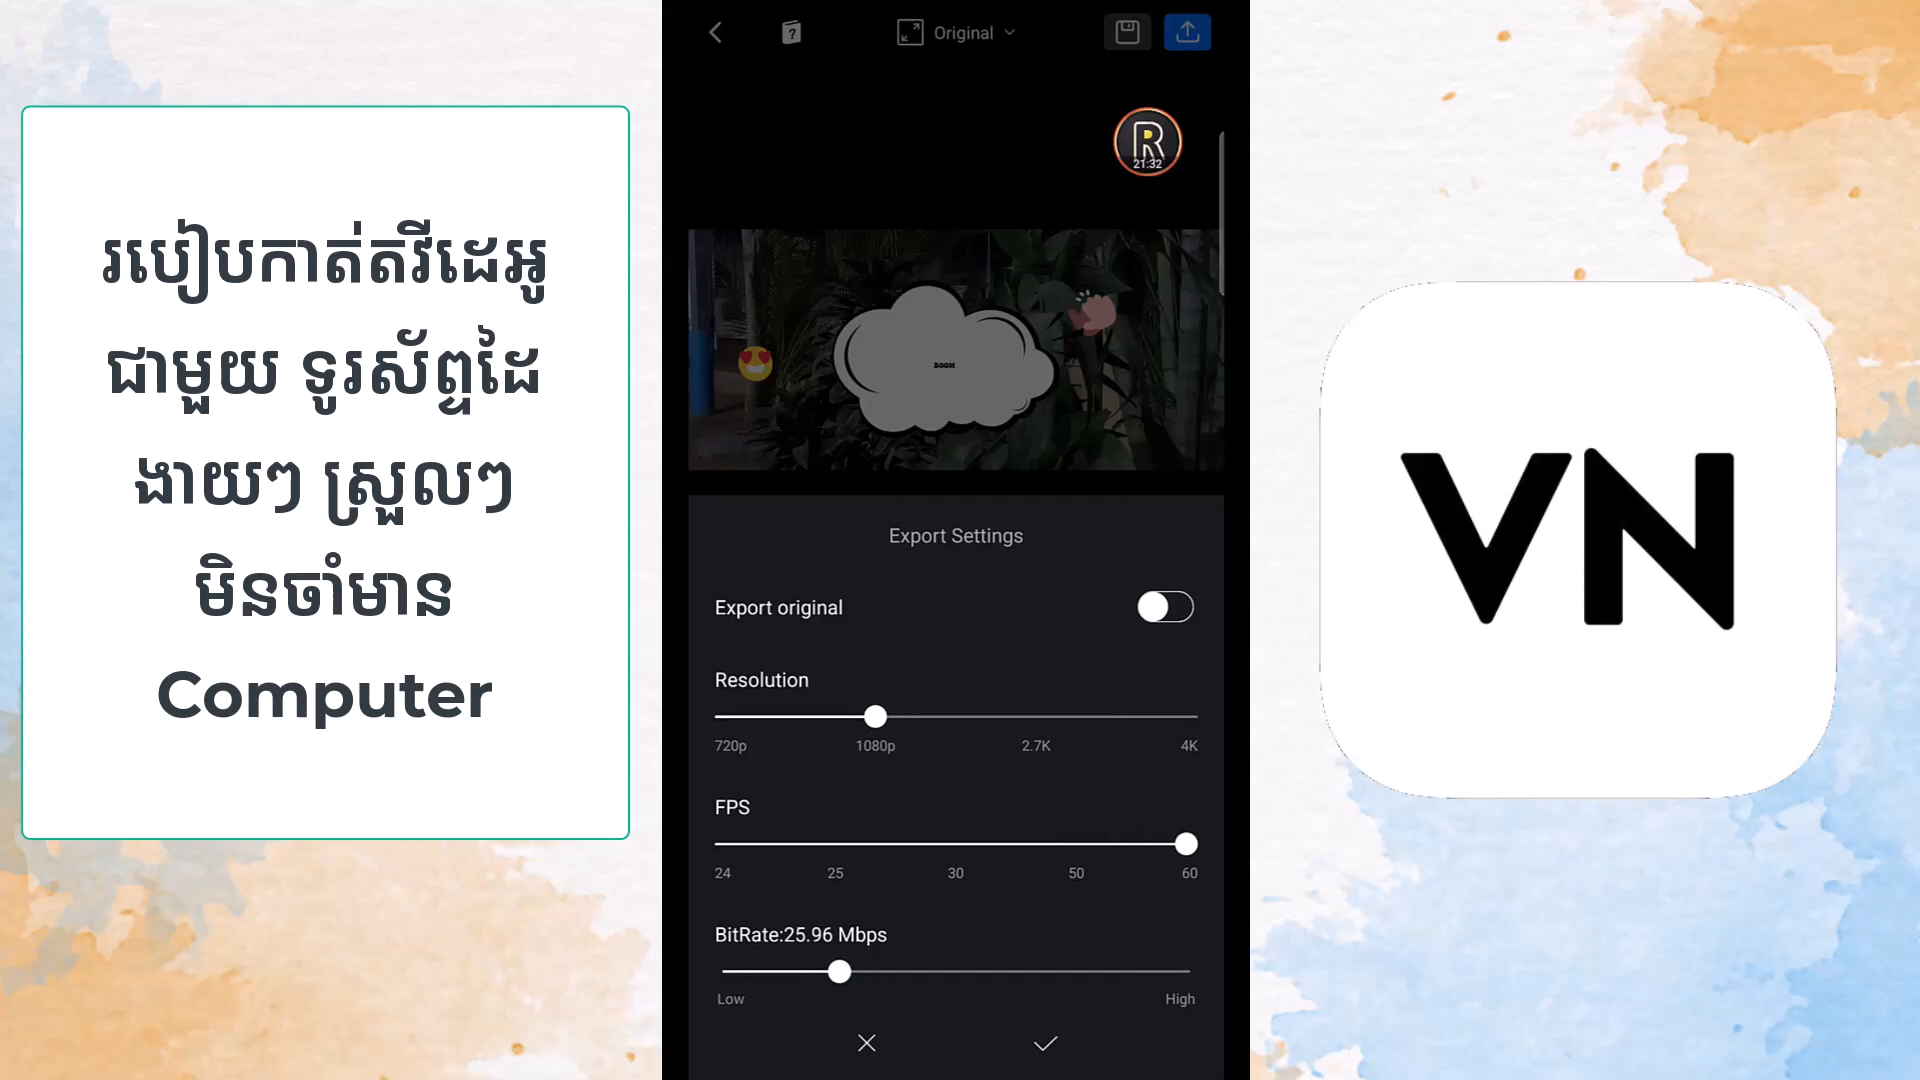 របៀបកាត់តវីដេអូ
ជាមួយ ទូរស័ព្ទដៃ
ងាយៗ ស្រួលៗ
មិនចាំមាន
Computer
Original
R
21:32
BOOM
Export Settings
Export original
Resolution
720p 1080p 2.7K 4K
FPS
24 25 30 50 60
BitRate:25.96 Mbps
Low High
VN